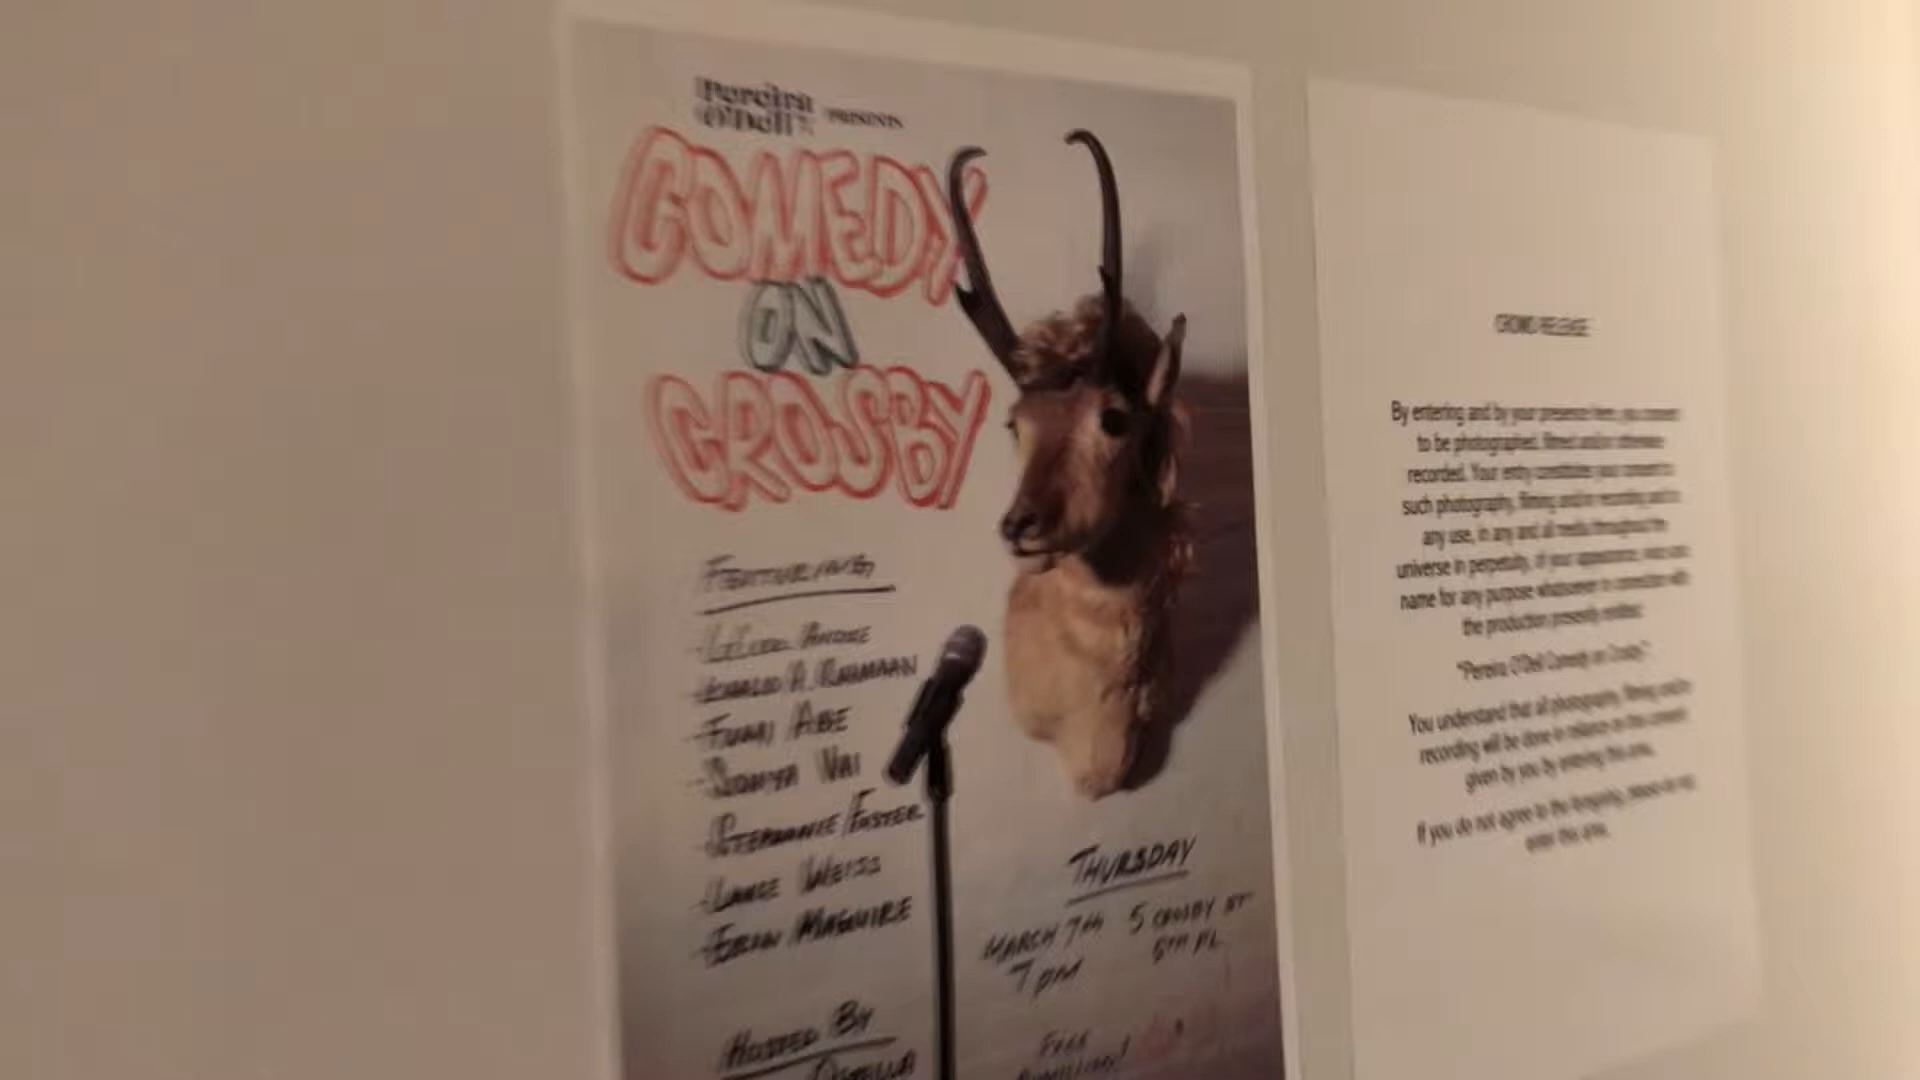 Pereira
O'Dell
PRESENTS
COMEDY
ON
CROSBY
FEATURING
A. RAHMAAN
- FUMI ABE
VAI
- STEPHANIE FOSTER
- LANCE WEISS
MAGUIRE
HOSTED BY
THURSDAY
MARCH 7TH
7 PM
5 CROSBY ST
5TH FL
FREE
CROWD RELEASE
By entering and by your presence here, you consent
to be photographed, filmed and/or otherwise
recorded. Your entry constitutes your consent to
such photography, filming and/or recording and to
any use, in any and all media throughout the
universe in perpetuity, of your appearance, voice and
name for any purpose whatsoever in connection with
the production presently entitled:
"Pereira O'Dell Comedy on Crosby"
You understand that all photography, filming and/or
recording will be done in reliance on this consent
given by you by entering this area.
If you do not agree to the foregoing, please do not
enter this area.